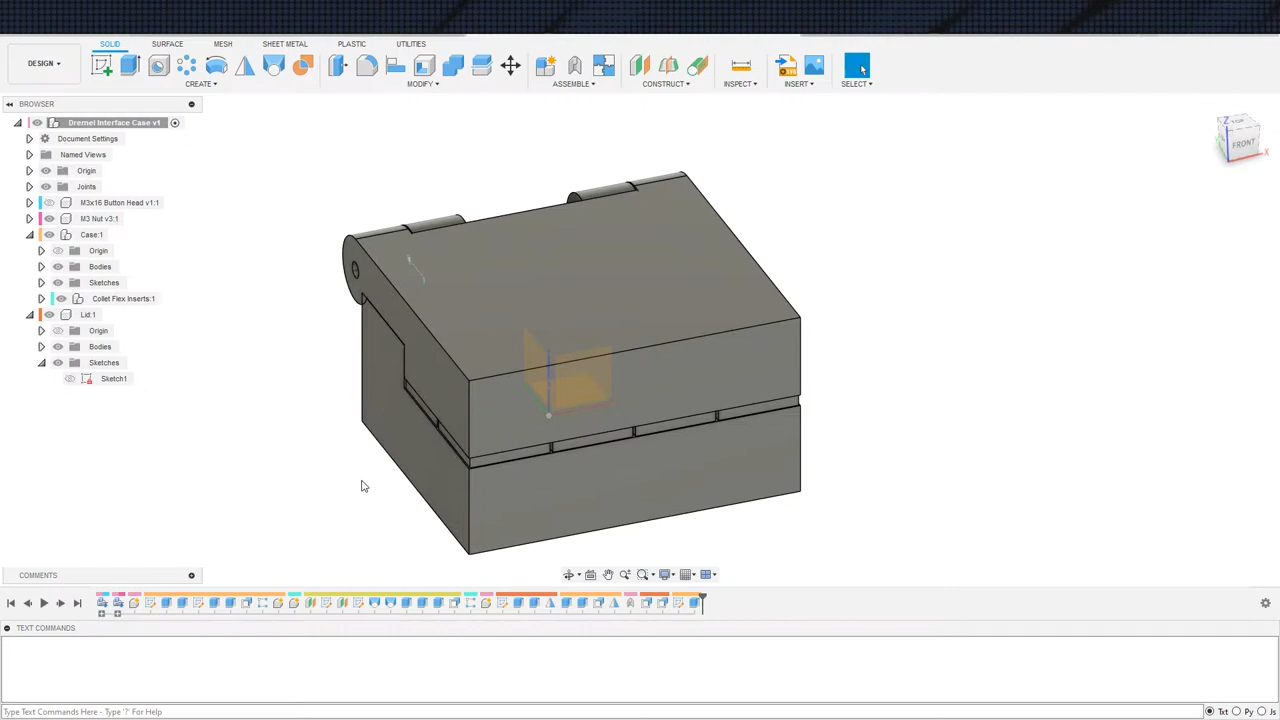 SOLID SURFACE MESH SHEET METAL PLASTIC UTILITIES
DESIGN
CREATE MODIFY ASSEMBLE CONSTRUCT INSPECT INSERT SELECT
BROWSER
Dremel Interface Case v1
Document Settings
Named Views
Origin
Joints
M3x16 Button Head v1:1
M3 Nut v3:1
Case:1
Origin
Bodies
Sketches
Collet Flex Inserts:1
Lid:1
Origin
Bodies
Sketches
Sketch1
Z
TOP
FRONT
X
COMMENTS
TEXT COMMANDS
Type Text Commands Here - Type '?' For Help
Txt Py Js